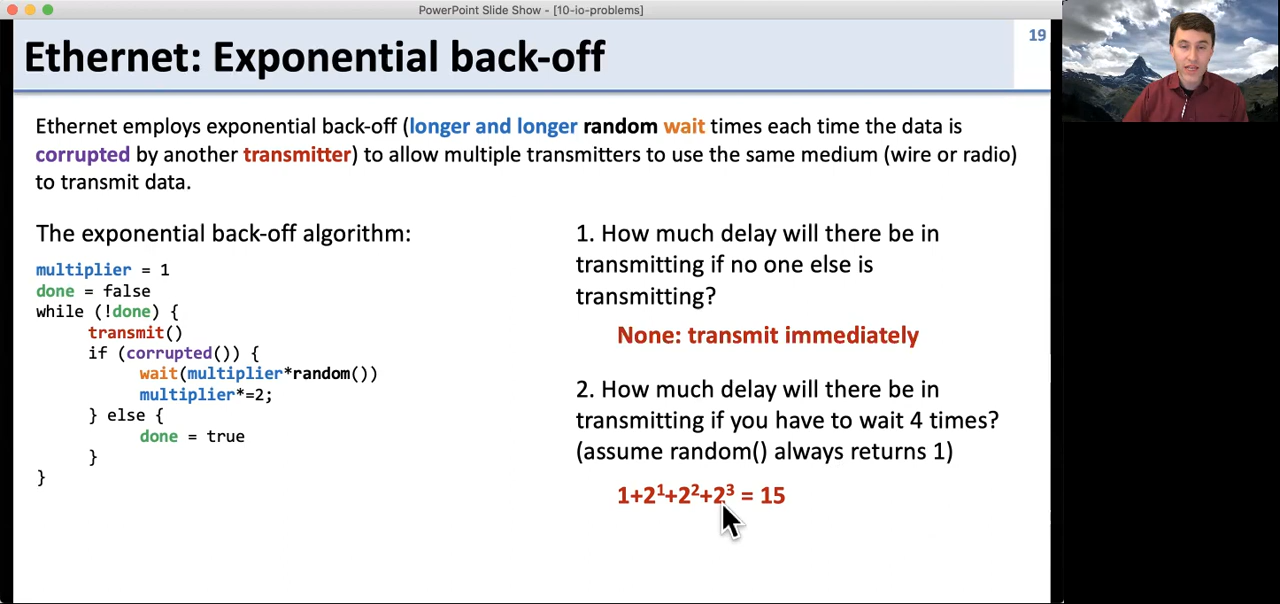 PowerPoint Slide Show - [10-io-problems]
19
Ethernet: Exponential back-off
Ethernet employs exponential back-off (longer and longer random wait times each time the data is
corrupted by another transmitter) to allow multiple transmitters to use the same medium (wire or radio)
to transmit data.
The exponential back-off algorithm:
multiplier = 1
done = false
while (!done) {
transmit()
if (corrupted()) {
wait(multiplier*random())
multiplier*=2;
} else {
done = true
}
}
1. How much delay will there be in
transmitting if no one else is
transmitting?
None: transmit immediately
2. How much delay will there be in
transmitting if you have to wait 4 times?
(assume random() always returns 1)
1+2¹+2²+2³ = 15